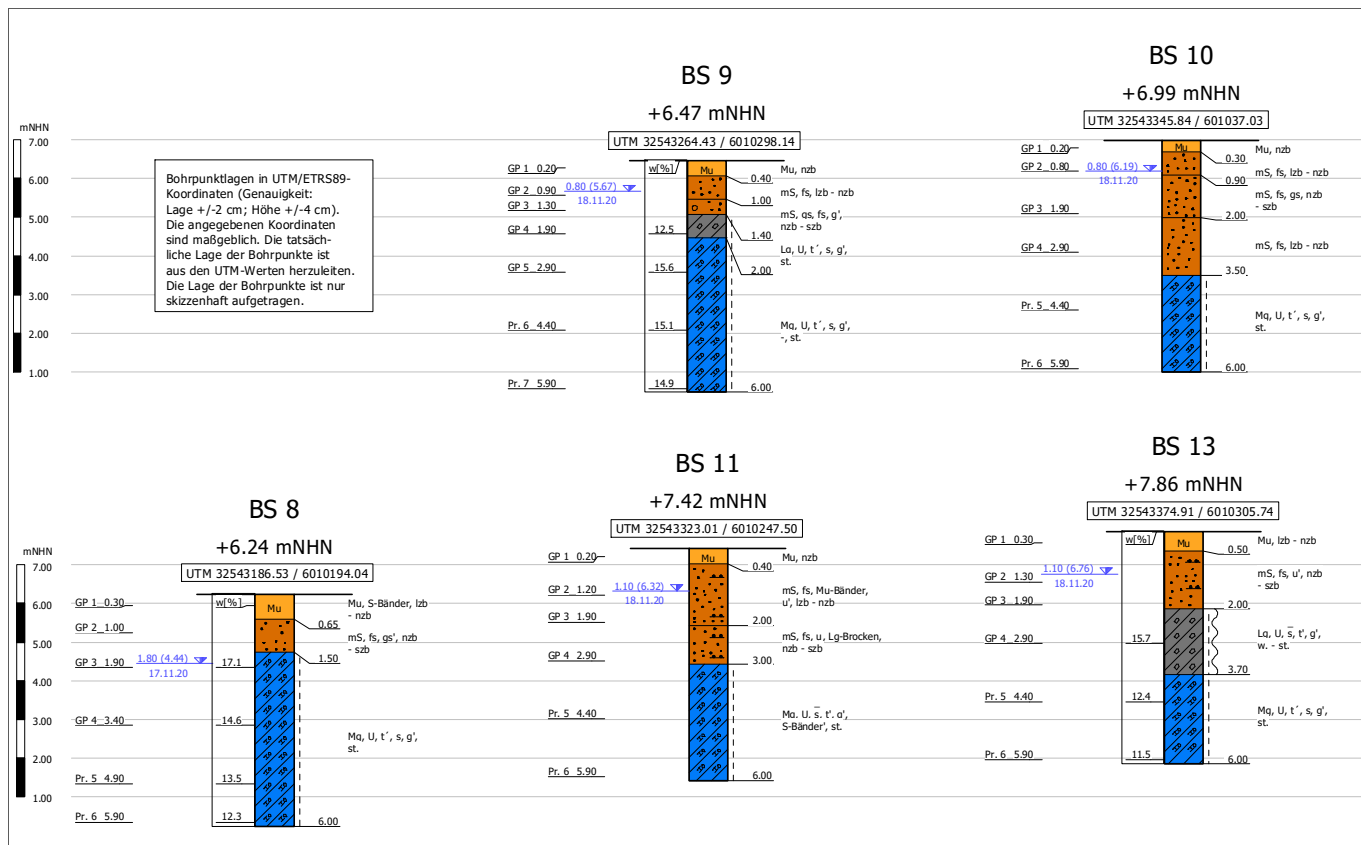 BS 9
+6.47 mNHN
UTM 32543264.43 / 6010298.14
BS 10
+6.99 mNHN
UTM 32543345.84 / 601037.03
mNHN
7.00
6.00
5.00
4.00
3.00
2.00
1.00
Bohrpunktlagen in UTM/ETRS89-
Koordinaten (Genauigkeit:
Lage +/-2 cm; Höhe +/-4 cm).
Die angegebenen Koordinaten
sind maßgeblich. Die tatsäch-
liche Lage der Bohrpunkte ist
aus den UTM-Werten herzuleiten.
Die Lage der Bohrpunkte ist nur
skizzenhaft aufgetragen.
GP 1 0.20
GP 2 0.90
GP 3 1.30
GP 4 1.90
GP 5 2.90
Pr. 6 4.40
Pr. 7 5.90
0.80 (5.67)
18.11.20
w[%]
12.5
15.6
15.1
14.9
Mu
0.40
1.00
1.40
2.00
6.00
Mu, nzb
mS, fs, lzb - nzb
mS, gs, fs, g',
nzb - szb
Lg, U, t´, s, g',
st.
Mg, U, t´, s, g',
-, st.
GP 1 0.20
GP 2 0.80
GP 3 1.90
GP 4 2.90
Pr. 5 4.40
Pr. 6 5.90
0.80 (6.19)
18.11.20
Mu
0.30
0.90
2.00
3.50
6.00
Mu, nzb
mS, fs, lzb - nzb
mS, fs, gs, nzb
- szb
mS, fs, lzb - nzb
Mg, U, t´, s, g',
st.
BS 8
+6.24 mNHN
UTM 32543186.53 / 6010194.04
BS 11
+7.42 mNHN
UTM 32543323.01 / 6010247.50
BS 13
+7.86 mNHN
UTM 32543374.91 / 6010305.74
mNHN
7.00
6.00
5.00
4.00
3.00
2.00
1.00
GP 1 0.30
GP 2 1.00
GP 3 1.90
GP 4 3.40
Pr. 5 4.90
Pr. 6 5.90
1.80 (4.44)
17.11.20
w[%]
17.1
14.6
13.5
12.3
Mu
0.65
1.50
6.00
Mu, S-Bänder, lzb
- nzb
mS, fs, gs', nzb
- szb
Mg, U, t´, s, g',
st.
GP 1 0.20
GP 2 1.20
GP 3 1.90
GP 4 2.90
Pr. 5 4.40
Pr. 6 5.90
1.10 (6.32)
18.11.20
Mu
0.40
2.00
3.00
6.00
Mu, nzb
mS, fs, Mu-Bänder,
u', lzb - nzb
mS, fs, u, Lg-Brocken,
nzb - szb
Mg, U, s̅, t', g',
S-Bänder', st.
GP 1 0.30
GP 2 1.30
GP 3 1.90
GP 4 2.90
Pr. 5 4.40
Pr. 6 5.90
1.10 (6.76)
18.11.20
w[%]
15.7
12.4
11.5
Mu
0.50
2.00
3.70
6.00
Mu, lzb - nzb
mS, fs, u', nzb
- szb
Lg, U, s̅, t', g',
w. - st.
Mg, U, t´, s, g',
st.